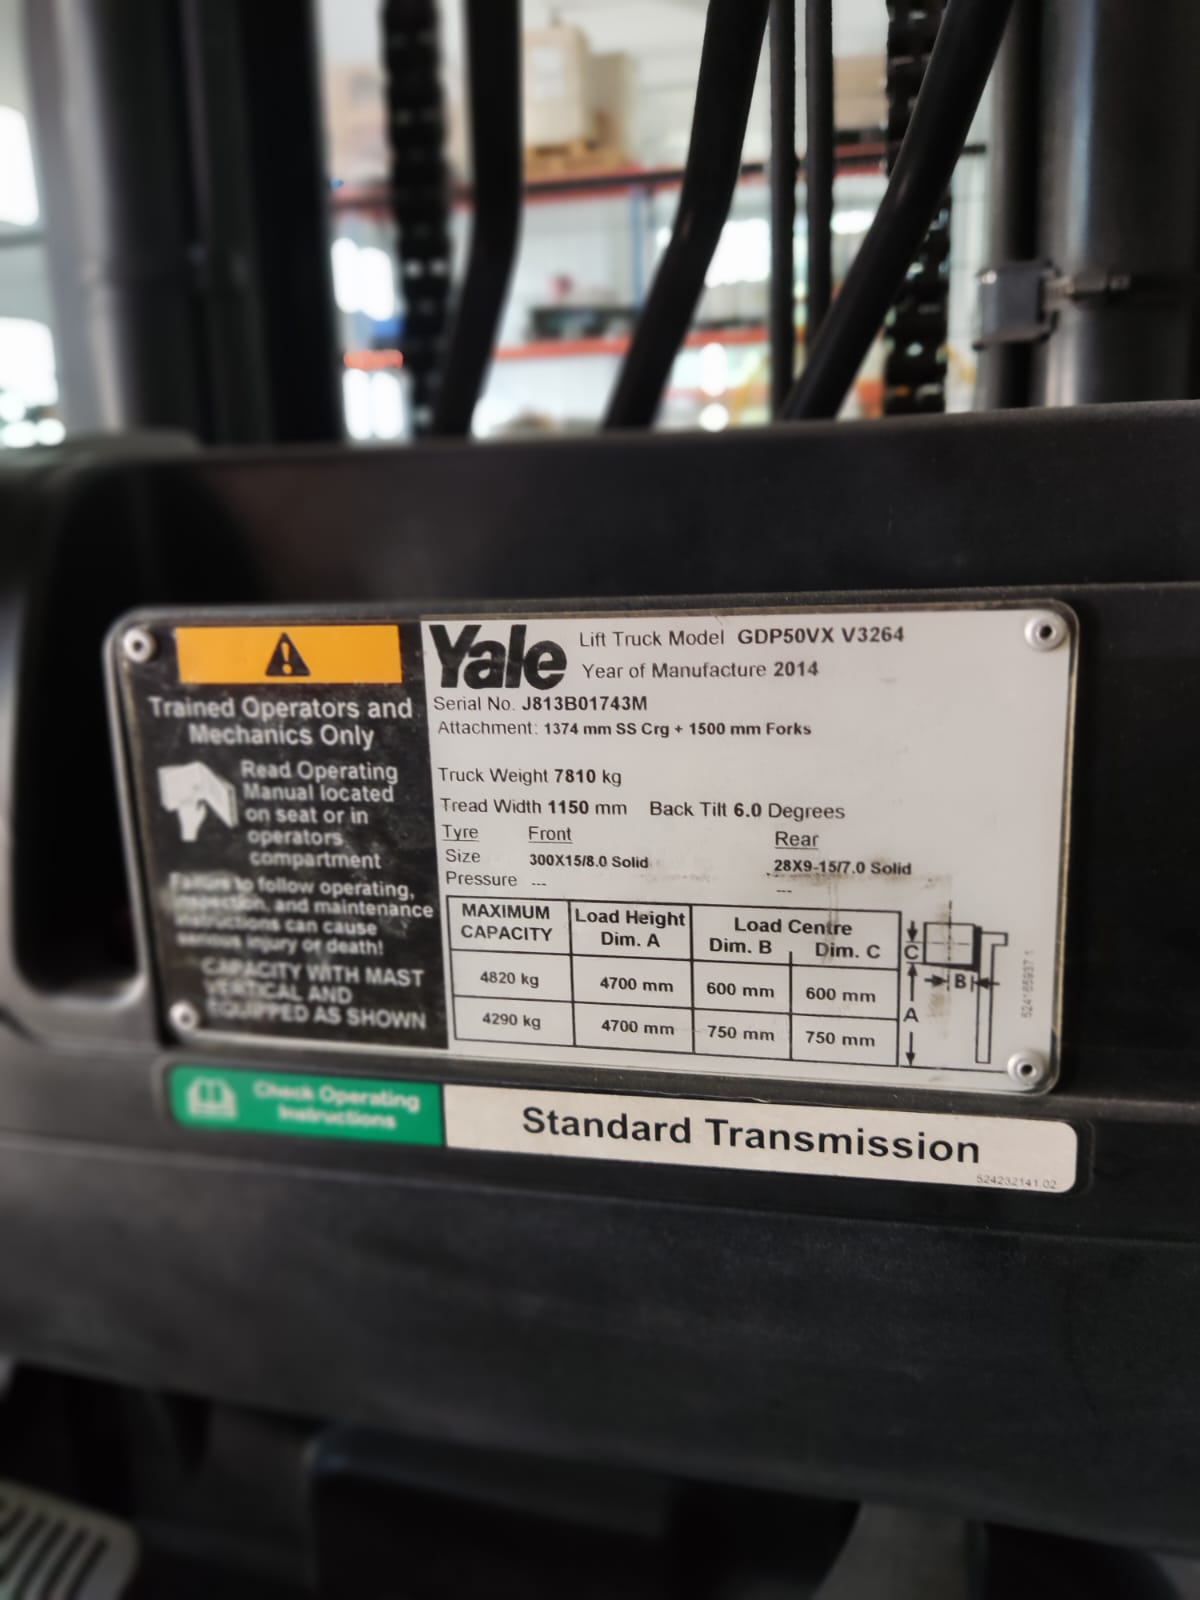 Trained Operators and
Mechanics Only
Read Operating
Manual located
on seat or in
operators
compartment
Failure to follow operating,
inspection, and maintenance
instructions can cause
serious injury or death!
CAPACITY WITH MAST
VERTICAL AND
EQUIPPED AS SHOWN
Yale
Lift Truck Model GDP50VX V3264
Year of Manufacture 2014
Serial No. J813B01743M
Attachment: 1374 mm SS Crg + 1500 mm Forks
Truck Weight 7810 kg
Tread Width 1150 mm Back Tilt 6.0 Degrees
Tyre Front Rear
Size 300X15/8.0 Solid 28X9-15/7.0 Solid
Pressure --- ---
MAXIMUM CAPACITY Load Height Dim. A Load Centre Dim. B Dim. C
4820 kg 4700 mm 600 mm 600 mm
4290 kg 4700 mm 750 mm 750 mm
C
B
A
Check Operating
Instructions
Standard Transmission
524232141 02